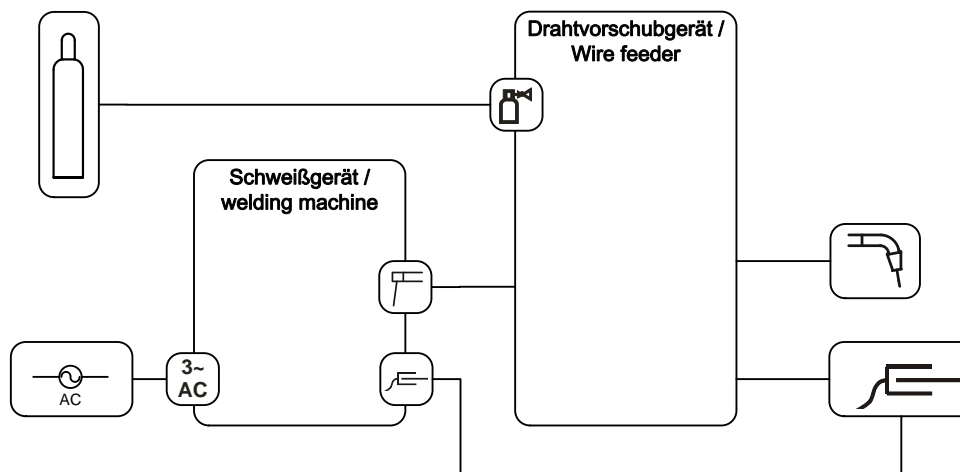 Drahtvorschubgerät /
Wire feeder
Schweißgerät /
welding machine
3~
AC
AC